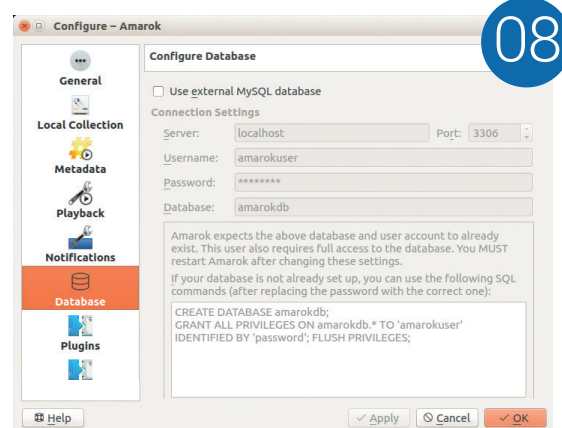 Configure – Amarok
08
General
Local Collection
Metadata
Playback
Notifications
Database
Plugins
Configure Database
Use external MySQL database
Connection Settings
Server: localhost Port: 3306
Username: amarokuser
Password: ********
Database: amarokdb
Amarok expects the above database and user account to already
exist. This user also requires full access to the database. You MUST
restart Amarok after changing these settings.
If your database is not already set up, you can use the following SQL
commands (after replacing the password with the correct one):
CREATE DATABASE amarokdb;
GRANT ALL PRIVILEGES ON amarokdb.* TO 'amarokuser'
IDENTIFIED BY 'password'; FLUSH PRIVILEGES;
Help Apply Cancel OK